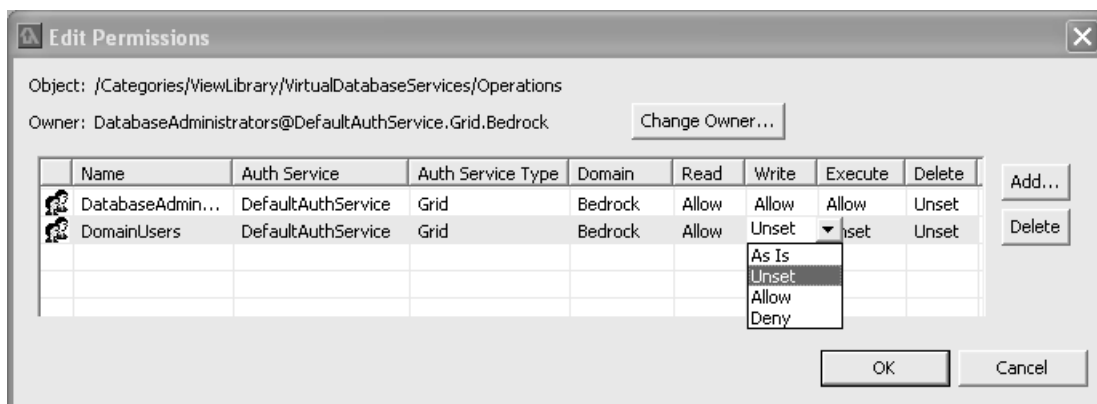 Edit Permissions
Object: /Categories/ViewLibrary/VirtualDatabaseServices/Operations
Owner: DatabaseAdministrators@DefaultAuthService.Grid.Bedrock Change Owner...
Name Auth Service Auth Service Type Domain Read Write Execute Delete Add...
DatabaseAdmin... DefaultAuthService Grid Bedrock Allow Allow Allow Unset
DomainUsers DefaultAuthService Grid Bedrock Allow Unset nset Unset Delete
As Is
Unset
Allow
Deny
OK Cancel